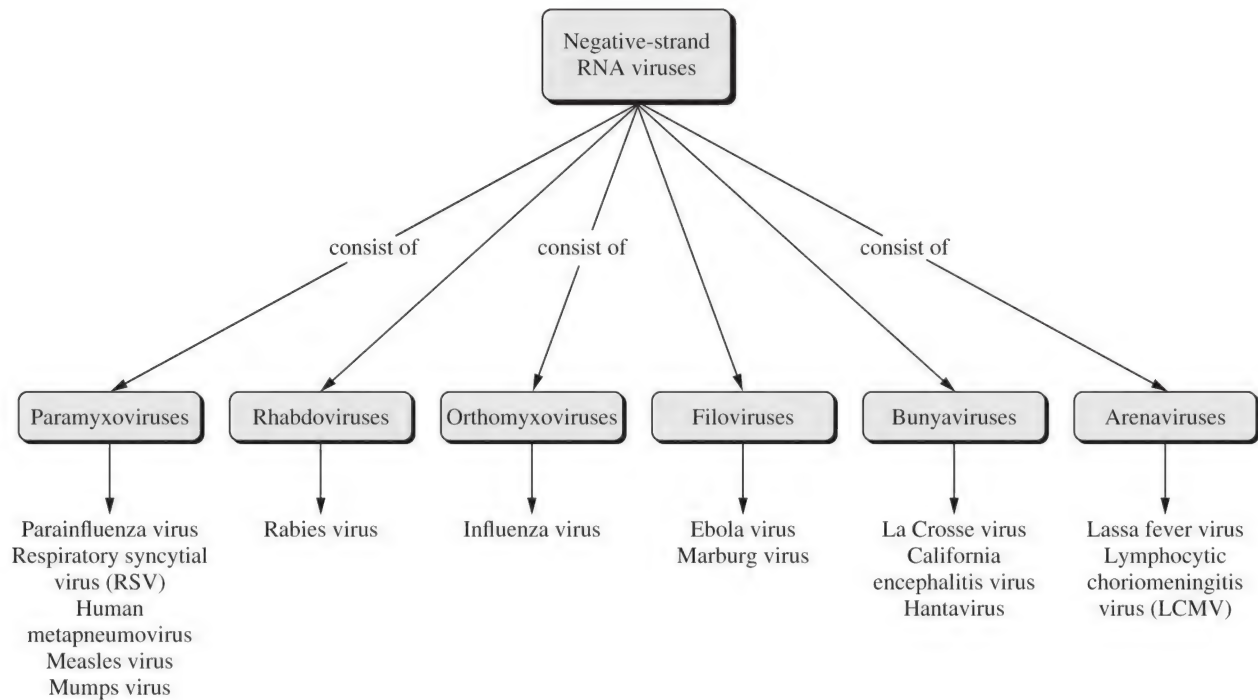 Negative-strand
RNA viruses
consist of
consist of
consist of
Paramyxoviruses
Rhabdoviruses
Orthomyxoviruses
Filoviruses
Bunyaviruses
Arenaviruses
Parainfluenza virus
Respiratory syncytial
virus (RSV)
Human
metapneumovirus
Measles virus
Mumps virus
Rabies virus
Influenza virus
Ebola virus
Marburg virus
La Crosse virus
California
encephalitis virus
Hantavirus
Lassa fever virus
Lymphocytic
choriomeningitis
virus (LCMV)